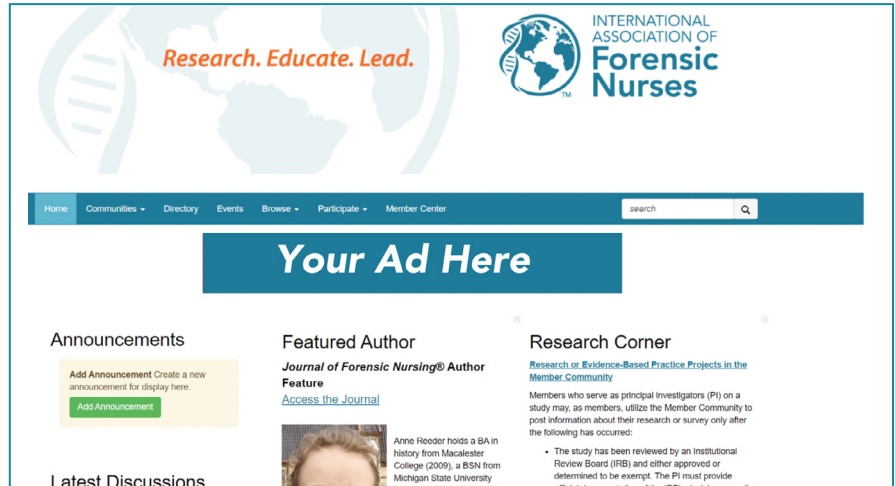 Research. Educate. Lead.
INTERNATIONAL
ASSOCIATION OF
Forensic
Nurses
TM
Home Communities Directory Events Browse Participate Member Center search
Your Ad Here
Announcements
Add Announcement Create a new
announcement for display here.
Add Announcement
Latest Discussions
Featured Author
Journal of Forensic Nursing® Author
Feature
Access the Journal
Anne Reeder holds a BA in
history from Macalester
College (2009), a BSN from
Michigan State University
Research Corner
Research or Evidence-Based Practice Projects in the
Member Community
Members who serve as principal investigators (PI) on a
study may, as members, utilize the Member Community to
post information about their research or survey only after
the following has occurred:
• The study has been reviewed by an Institutional
Review Board (IRB) and either approved or
determined to be exempt. The PI must provide